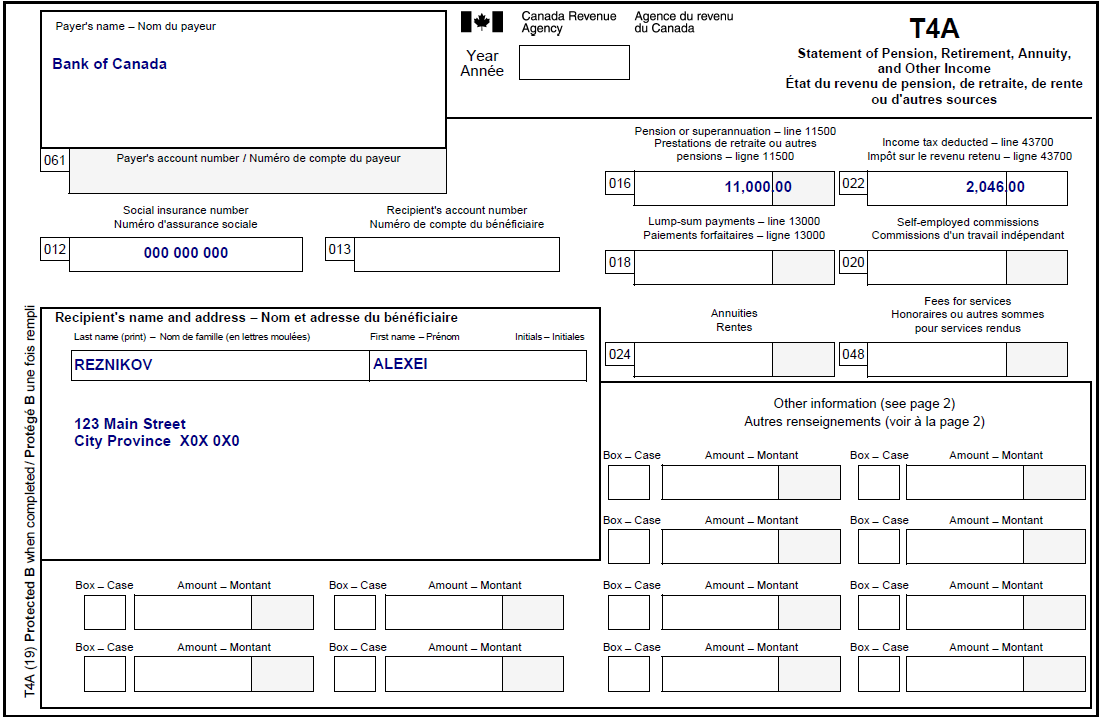 Payer's name – Nom du payeur
Bank of Canada
Canada Revenue Agency
Agence du revenu du Canada
Year
Année
T4A
Statement of Pension, Retirement, Annuity,
and Other Income
État du revenu de pension, de retraite, de rente
ou d'autres sources
061
Payer's account number / Numéro de compte du payeur
Pension or superannuation – line 11500
Prestations de retraite ou autres
pensions – ligne 11500
016
11,000.00
Income tax deducted – line 43700
Impôt sur le revenu retenu – ligne 43700
022
2,046.00
Social insurance number
Numéro d'assurance sociale
012
000 000 000
Recipient's account number
Numéro de compte du bénéficiaire
013
Lump-sum payments – line 13000
Paiements forfaitaires – ligne 13000
018
Self-employed commissions
Commissions d'un travail indépendant
020
Annuities
Rentes
024
Fees for services
Honoraires ou autres sommes
pour services rendus
048
Recipient's name and address – Nom et adresse du bénéficiaire
Last name (print) – Nom de famille (en lettres moulées)
First name – Prénom
Initials – Initiales
REZNIKOV
ALEXEI
123 Main Street
City Province X0X 0X0
Other information (see page 2)
Autres renseignements (voir à la page 2)
Box – Case Amount – Montant Box – Case Amount – Montant
Box – Case Amount – Montant Box – Case Amount – Montant
Box – Case Amount – Montant Box – Case Amount – Montant Box – Case Amount – Montant Box – Case Amount – Montant
Box – Case Amount – Montant Box – Case Amount – Montant Box – Case Amount – Montant Box – Case Amount – Montant
T4A (19) Protected B when completed / Protégé B une fois rempli